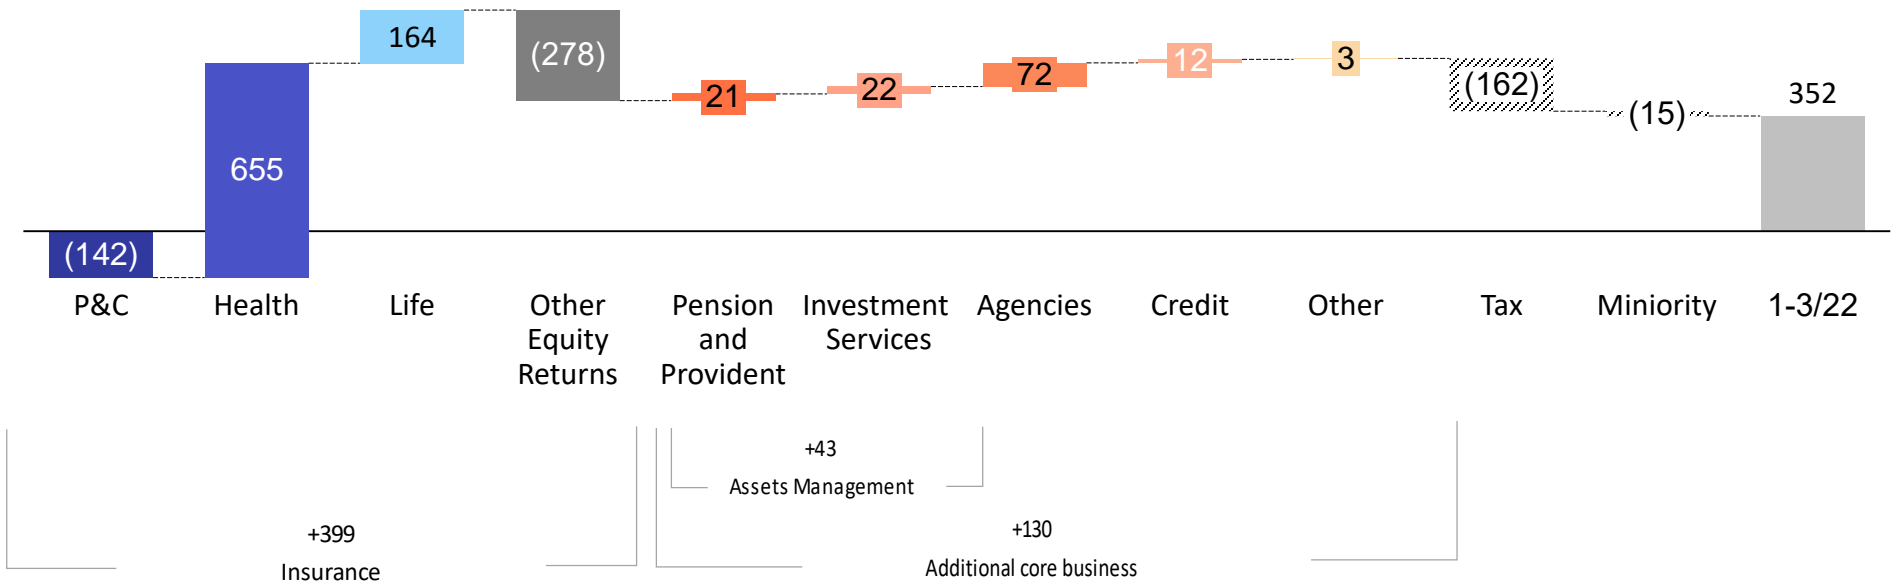 (142)
655
164
(278)
21
22
72
12
3
(162)
(15)
352
P&C
Health
Life
Other
Equity
Returns
Pension
and
Provident
Investment
Services
Agencies
Credit
Other
Tax
Miniority
1-3/22
+43
Assets Management
+399
Insurance
+130
Additional core business